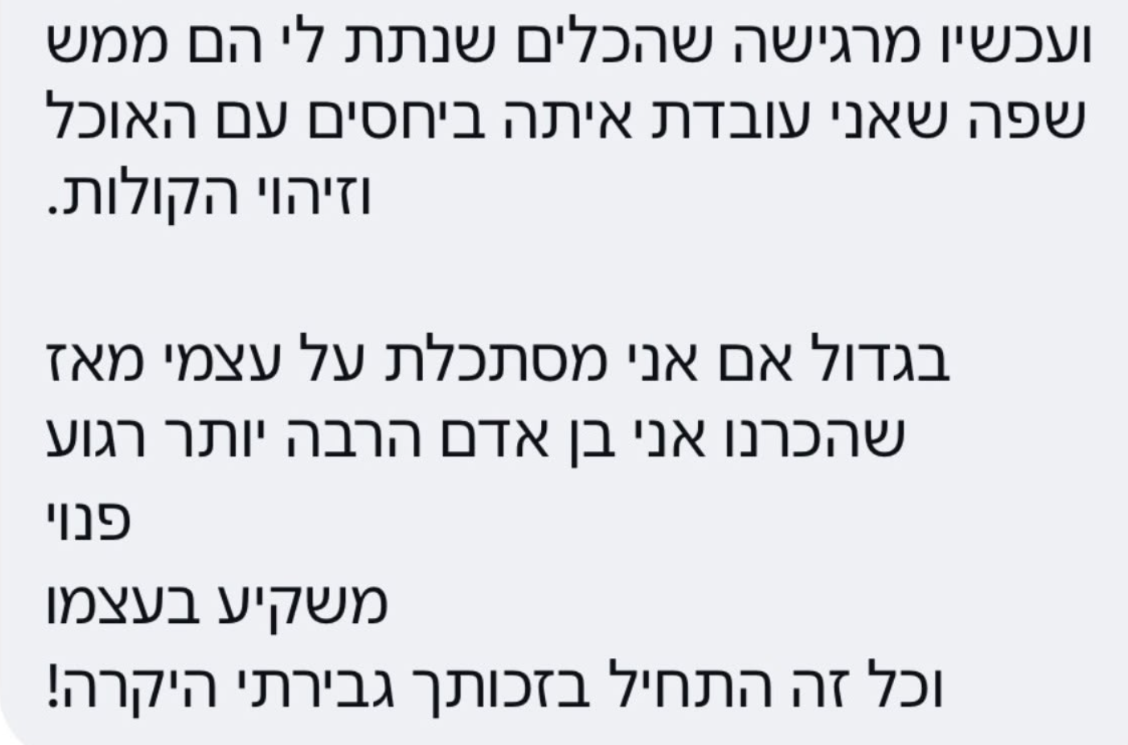 ועכשיו מרגישה שהכלים שנתת לי הם ממש
שפה שאני עובדת איתה ביחסים עם האוכל
וזיהוי הקולות.
בגדול אם אני מסתכלת על עצמי מאז
שהכרנו אני בן אדם הרבה יותר רגוע
פנוי
משקיע בעצמו
וכל זה התחיל בזכותך גבירתי היקרה!